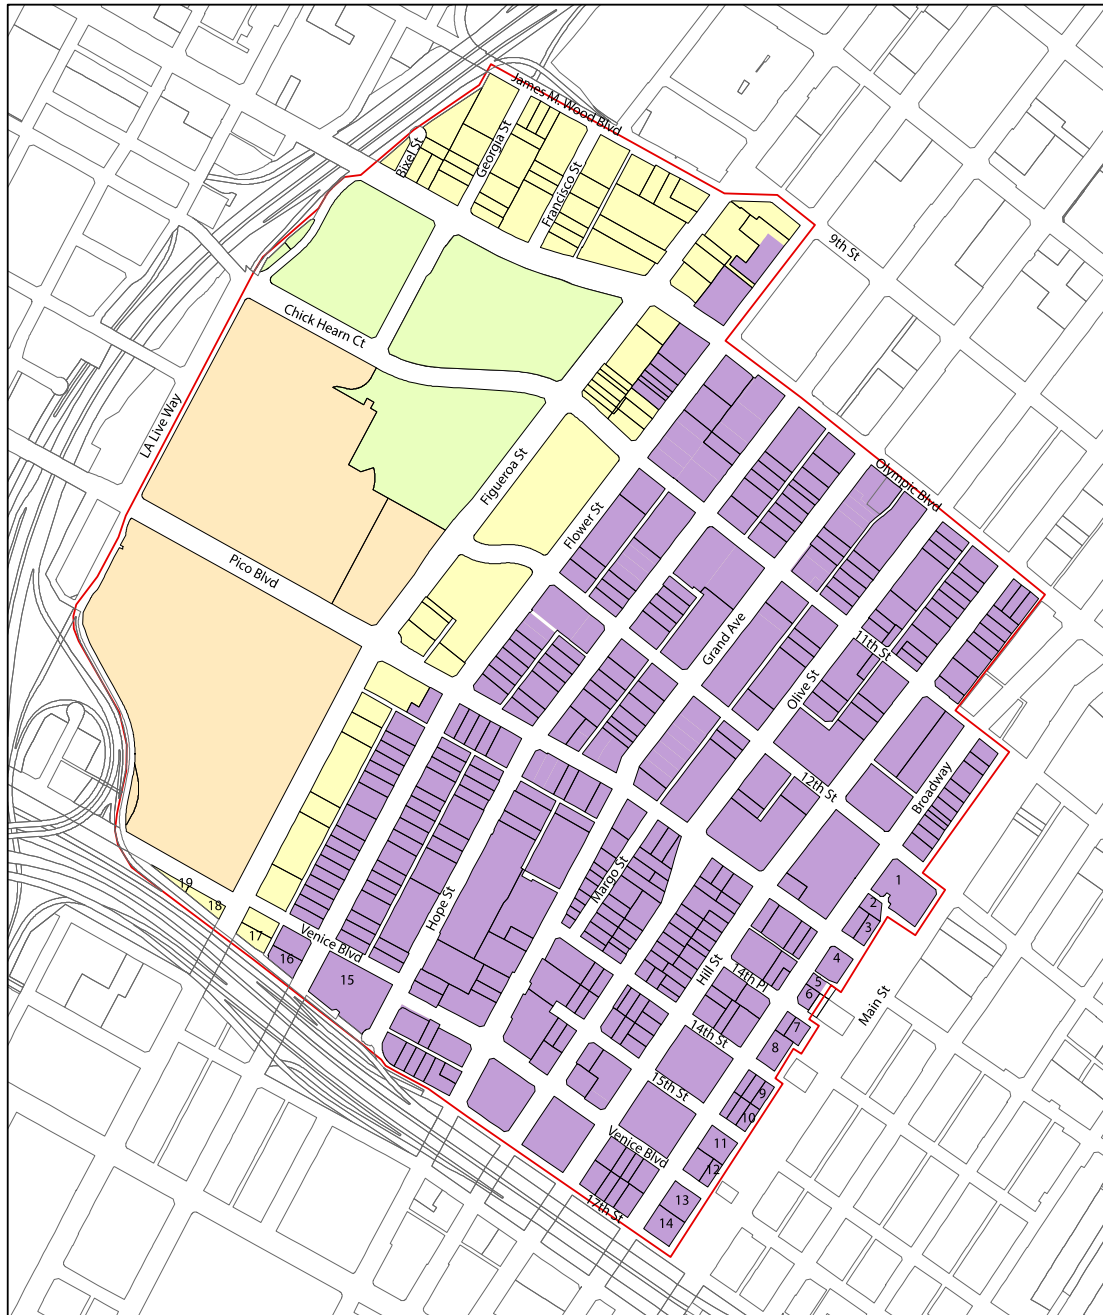 James M. Wood Blvd
Bixel St
Georgia St
Francisco St
9th St
Chick Hearn Ct
LA Live Way
Figueroa St
Flower St
Olympic Blvd
Pico Blvd
Grand Ave
11th St
Olive St
12th St
Broadway
Margo St
Hope St
1
2
3
19
18
17
Venice Blvd
16
15
Hill St
14th Pl
4
5
6
Main St
7
8
14th St
15th St
9
10
Venice Blvd
11
12
13
14
17th St